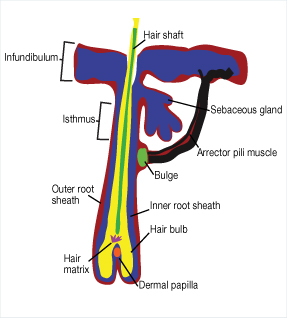 Hair shaft
Infundibulum
Sebaceous gland
Isthmus
Arrector pili muscle
Bulge
Outer root
sheath
Inner root sheath
Hair bulb
Hair
matrix
Dermal papilla